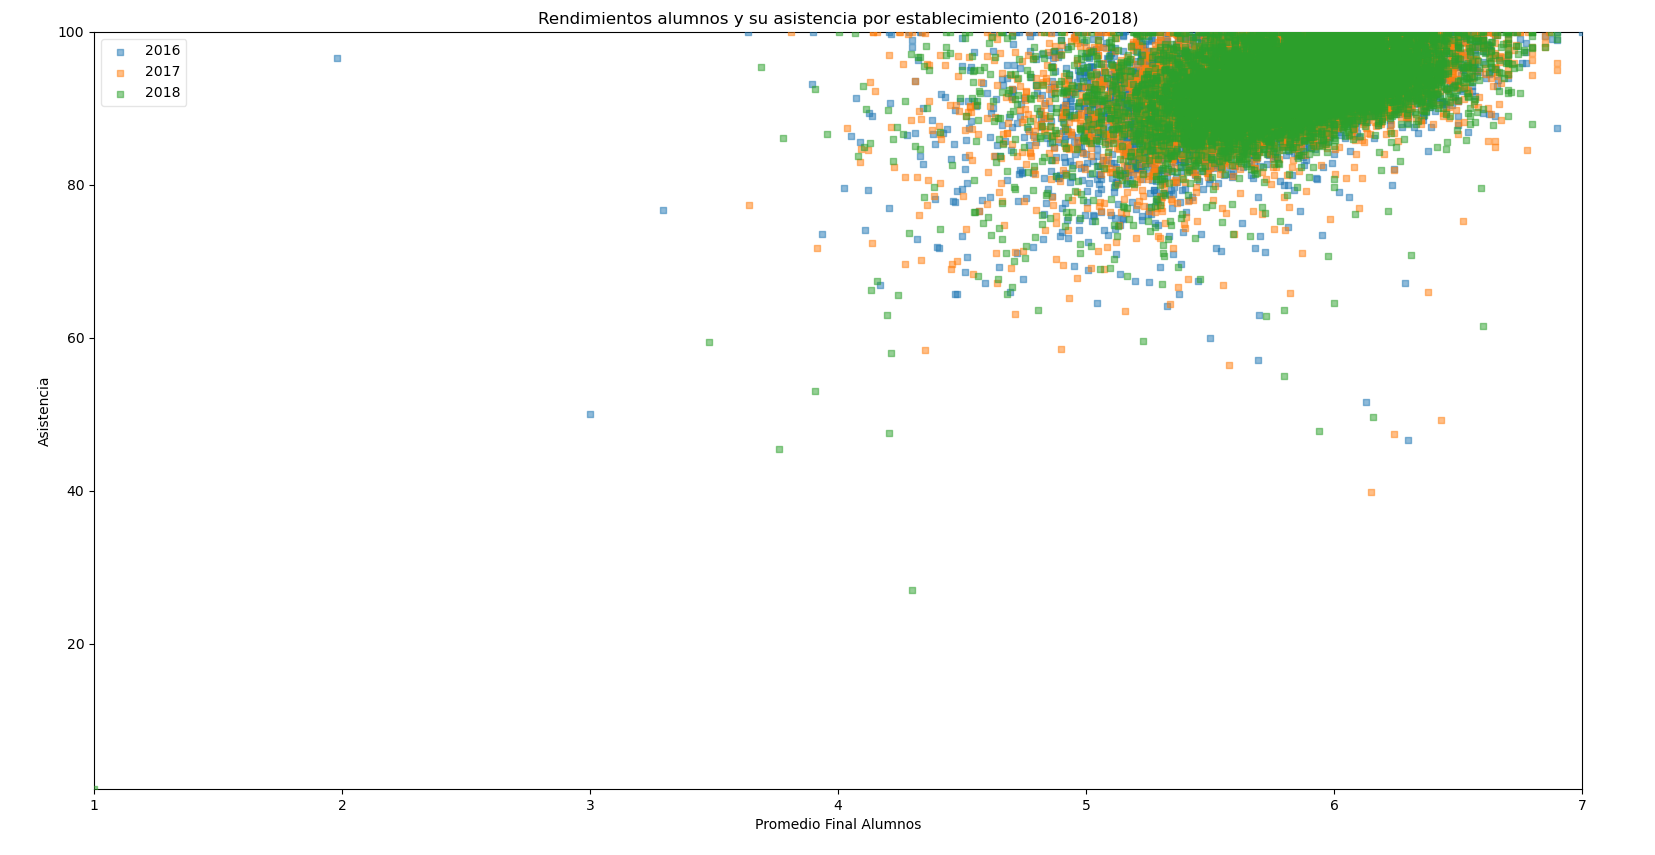 Rendimientos alumnos y su asistencia por establecimiento (2016-2018)
2016
2017
2018
100
80
60
40
20
Asistencia
1 2 3 4 5 6 7
Promedio Final Alumnos